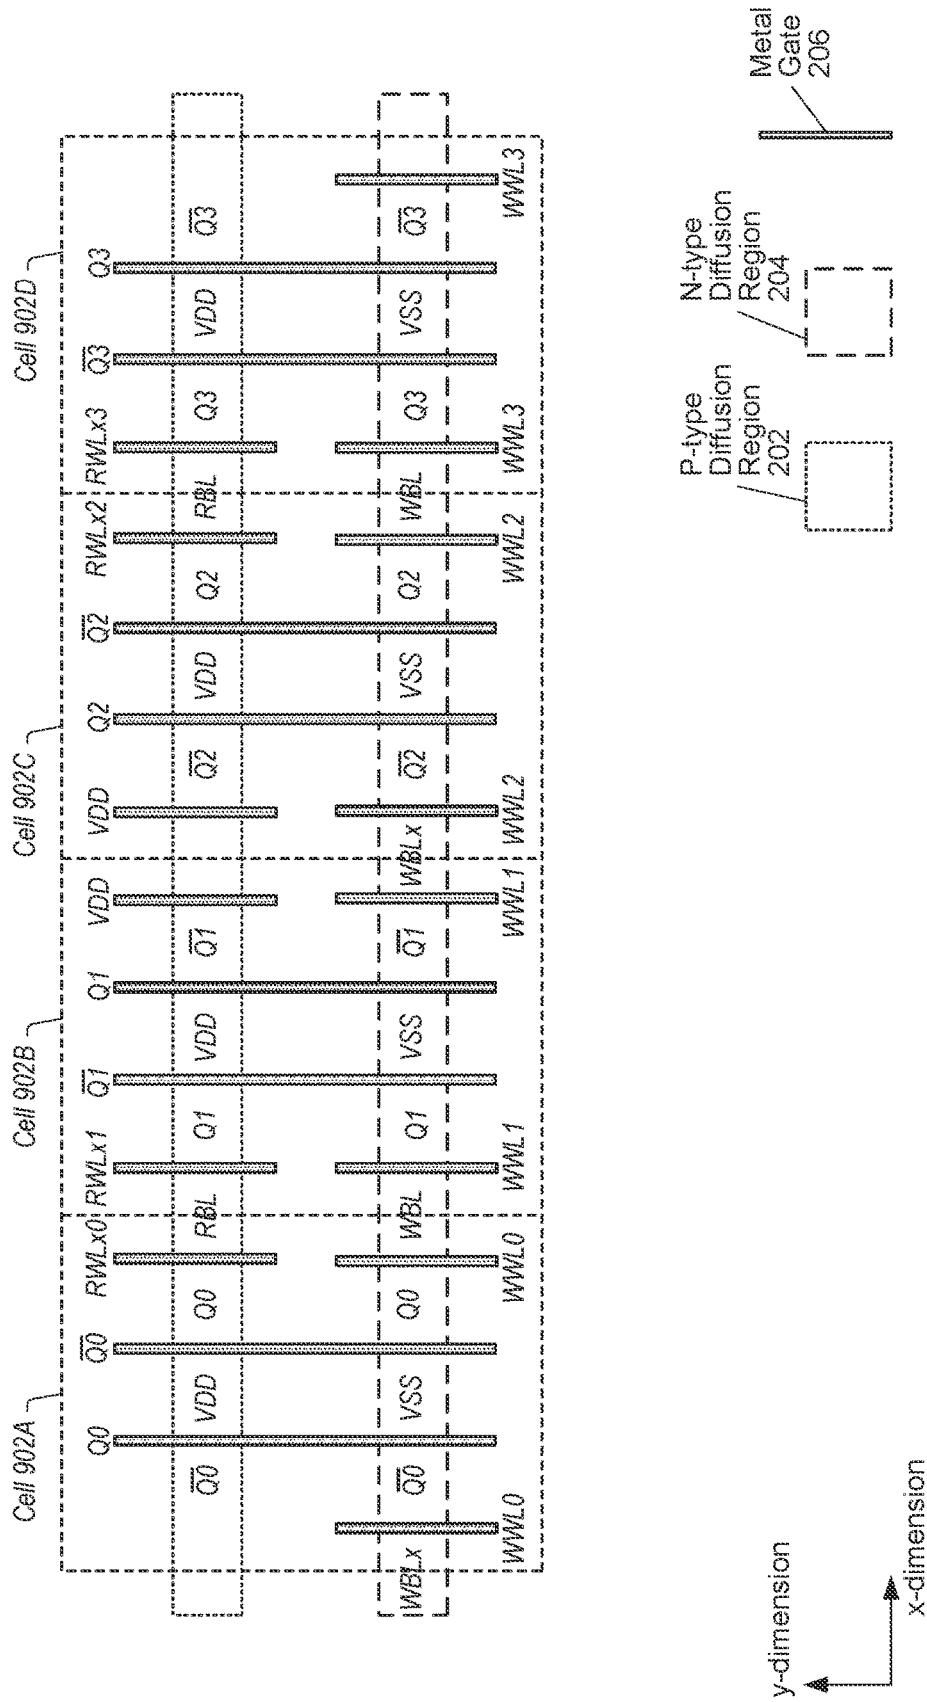 Cell 902A Cell 902B Cell 902C Cell 902D
Q0 Q̅0 RWLx0 RWLx1 Q̅1 Q1 VDD VDD Q2 Q̅2 RWLx2 RWLx3 Q̅3 Q3
Q̅0 VDD Q0 RBL Q1 VDD Q̅1 Q̅2 VDD Q2 RBL Q3 VDD Q̅3
WBLx Q̅0 VSS Q0 WBL Q1 VSS Q̅1 WBLx Q̅2 VSS Q2 WBL Q3 VSS Q̅3
WWL0 WWL0 WWL1 WWL1 WWL2 WWL2 WWL3 WWL3
y-dimension
x-dimension
P-type
Diffusion
Region
202
N-type
Diffusion
Region
204
Metal
Gate
206